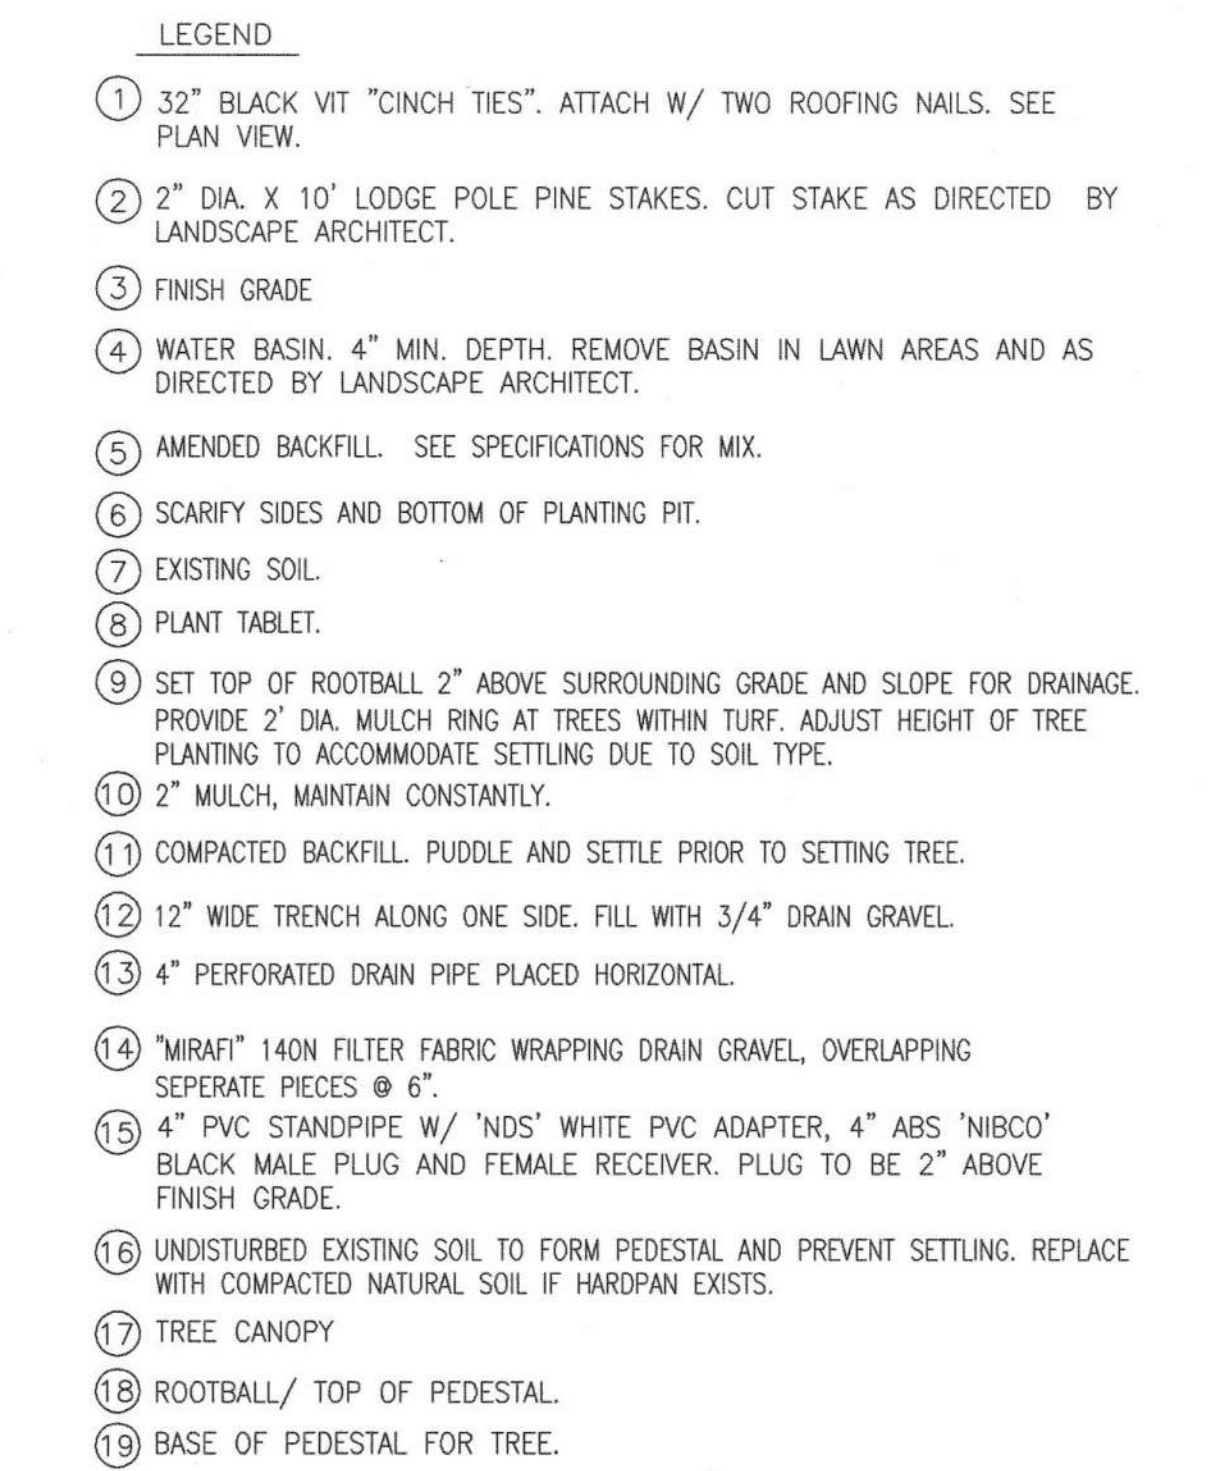 LEGEND
1 32" BLACK VIT "CINCH TIES". ATTACH W/ TWO ROOFING NAILS. SEE
PLAN VIEW.
2 2" DIA. X 10' LODGE POLE PINE STAKES. CUT STAKE AS DIRECTED BY
LANDSCAPE ARCHITECT.
3 FINISH GRADE
4 WATER BASIN. 4" MIN. DEPTH. REMOVE BASIN IN LAWN AREAS AND AS
DIRECTED BY LANDSCAPE ARCHITECT.
5 AMENDED BACKFILL. SEE SPECIFICATIONS FOR MIX.
6 SCARIFY SIDES AND BOTTOM OF PLANTING PIT.
7 EXISTING SOIL.
8 PLANT TABLET.
9 SET TOP OF ROOTBALL 2" ABOVE SURROUNDING GRADE AND SLOPE FOR DRAINAGE.
PROVIDE 2' DIA. MULCH RING AT TREES WITHIN TURF. ADJUST HEIGHT OF TREE
PLANTING TO ACCOMMODATE SETTLING DUE TO SOIL TYPE.
10 2" MULCH, MAINTAIN CONSTANTLY.
11 COMPACTED BACKFILL. PUDDLE AND SETTLE PRIOR TO SETTING TREE.
12 12" WIDE TRENCH ALONG ONE SIDE. FILL WITH 3/4" DRAIN GRAVEL.
13 4" PERFORATED DRAIN PIPE PLACED HORIZONTAL.
14 "MIRAFI" 140N FILTER FABRIC WRAPPING DRAIN GRAVEL, OVERLAPPING
SEPERATE PIECES @ 6".
15 4" PVC STANDPIPE W/ 'NDS' WHITE PVC ADAPTER, 4" ABS 'NIBCO'
BLACK MALE PLUG AND FEMALE RECEIVER. PLUG TO BE 2" ABOVE
FINISH GRADE.
16 UNDISTURBED EXISTING SOIL TO FORM PEDESTAL AND PREVENT SETTLING. REPLACE
WITH COMPACTED NATURAL SOIL IF HARDPAN EXISTS.
17 TREE CANOPY
18 ROOTBALL/ TOP OF PEDESTAL.
19 BASE OF PEDESTAL FOR TREE.